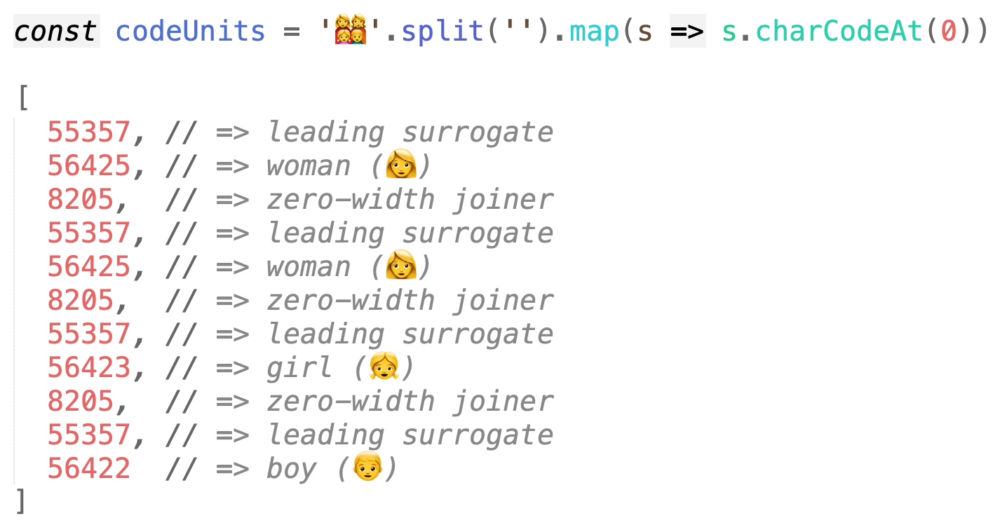 const codeUnits = '👩‍👩‍👧‍👦'.split('').map(s => s.charCodeAt(0))
[
55357, // => leading surrogate
56425, // => woman (👩)
8205, // => zero-width joiner
55357, // => leading surrogate
56425, // => woman (👩)
8205, // => zero-width joiner
55357, // => leading surrogate
56423, // => girl (👧)
8205, // => zero-width joiner
55357, // => leading surrogate
56422 // => boy (👦)
]